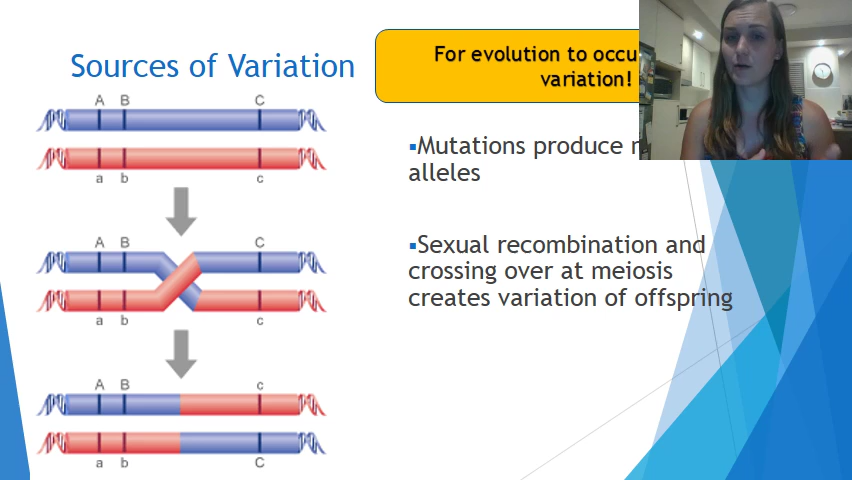 Sources of Variation
For evolution to
variation!
A B C
a b c
A B C
a b c
A B c
a b C
▪Mutations produce
alleles
▪Sexual recombination and
crossing over at meiosis
creates variation of offspring